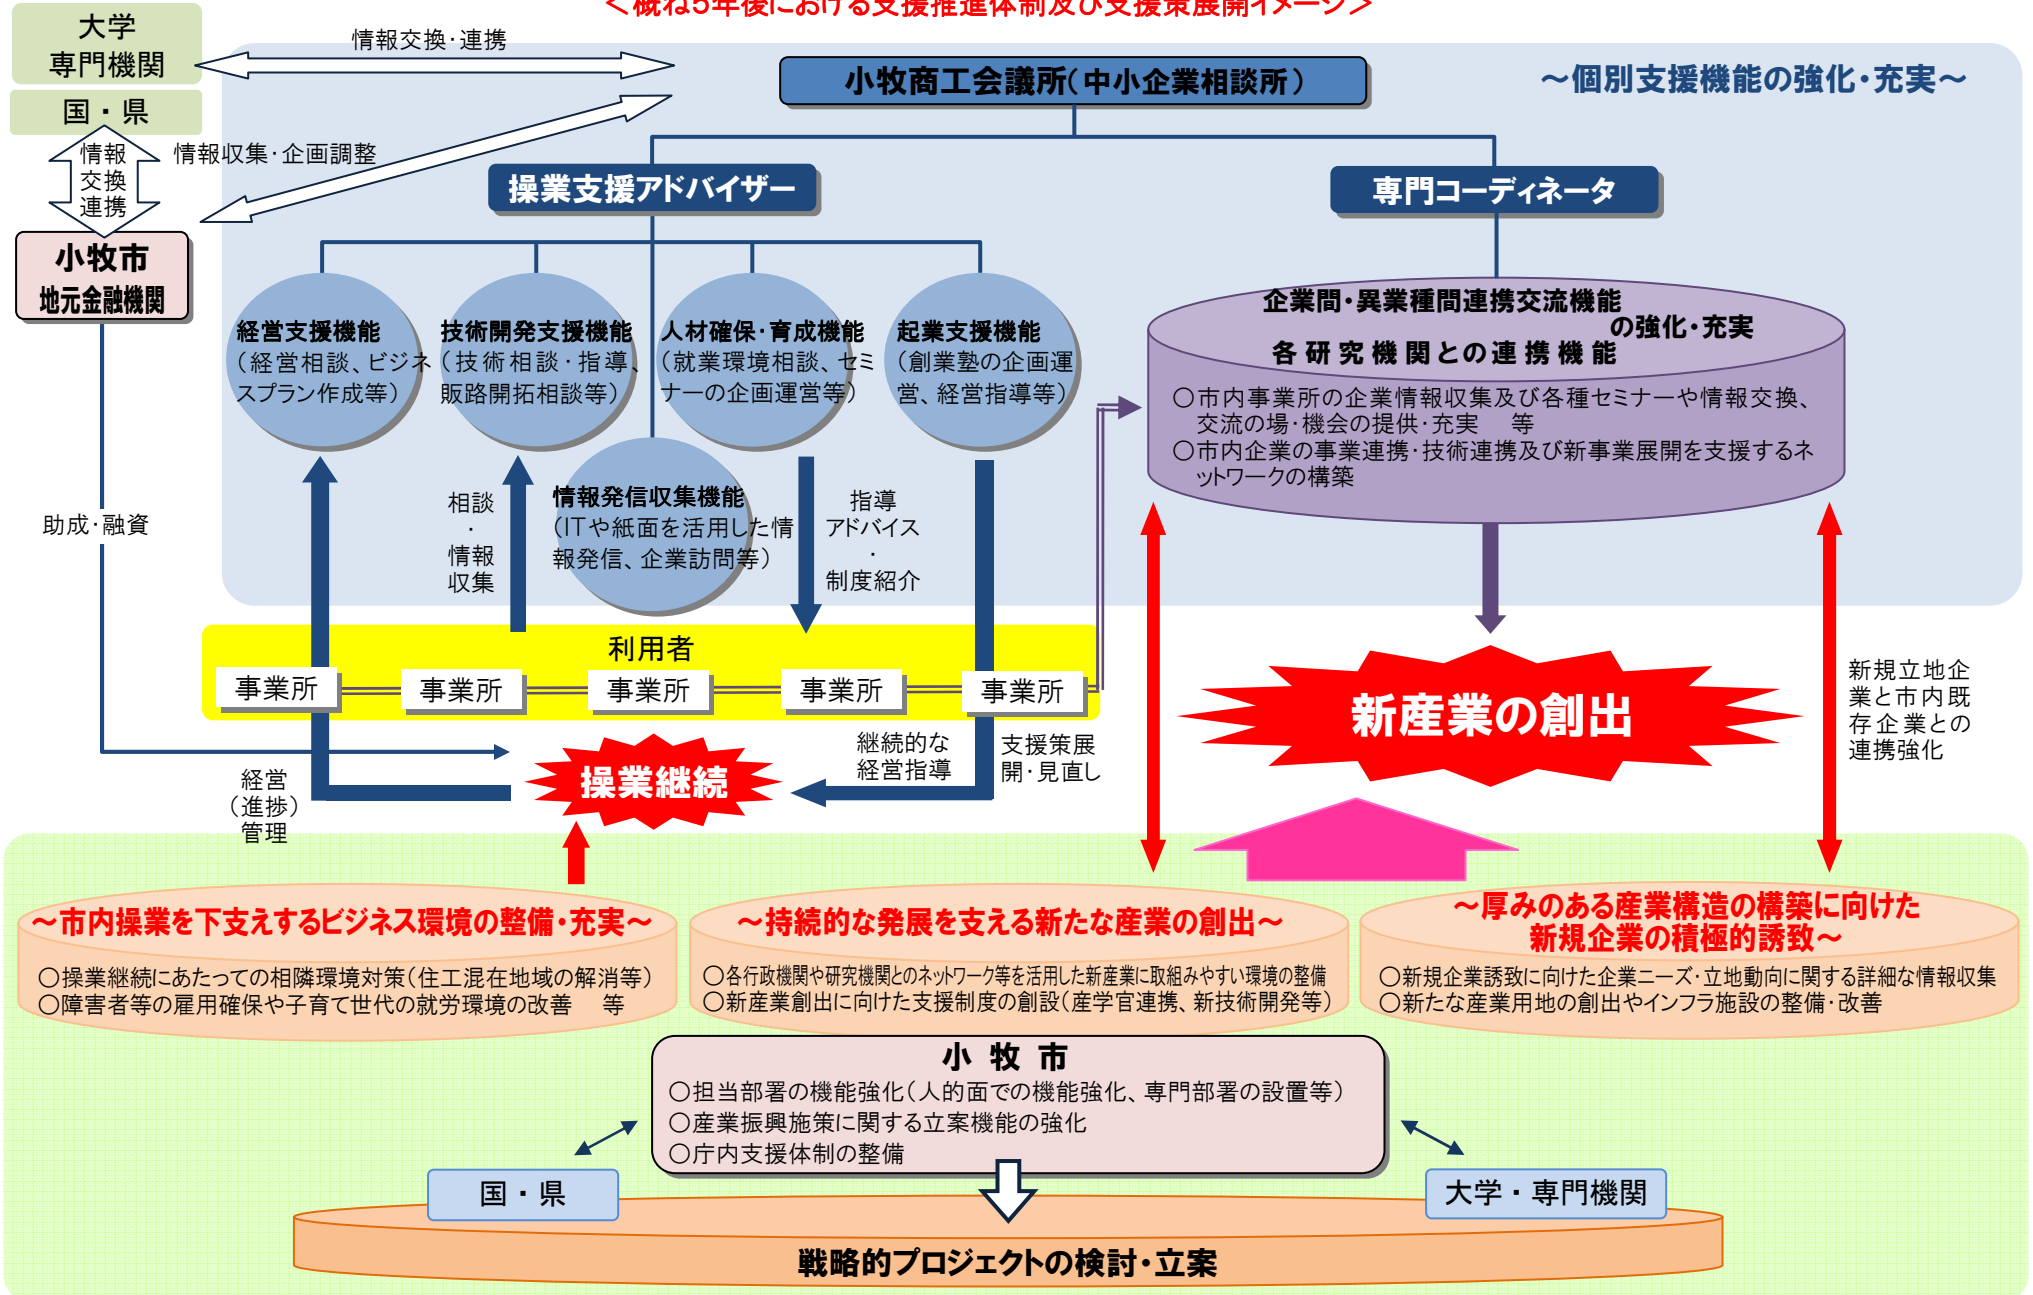 ＜概ね5年後における支援推進体制及び支援策展開イメージ＞
大学
専門機関
国・県
情報交換・連携
情報
交換
連携
情報収集・企画調整
小牧市
地元金融機関
助成・融資
小牧商工会議所（中小企業相談所）
～個別支援機能の強化・充実～
操業支援アドバイザー
専門コーディネータ
経営支援機能
（経営相談、ビジネ
スプラン作成等）
技術開発支援機能
（技術相談・指導、
販路開拓相談等）
人材確保・育成機能
（就業環境相談、セミ
ナーの企画運営等）
起業支援機能
（創業塾の企画運
営、経営指導等）
情報発信収集機能
（ITや紙面を活用した情
報発信、企業訪問等）
企業間・異業種間連携交流機能
の強化・充実
各研究機関との連携機能
○市内事業所の企業情報収集及び各種セミナーや情報交換、
交流の場・機会の提供・充実　等
○市内企業の事業連携・技術連携及び新事業展開を支援するネ
ットワークの構築
相談
・
情報
収集
指導
アドバイス
・
制度紹介
利用者
事業所
事業所
事業所
事業所
事業所
操業継続
経営
（進捗）
管理
継続的な
経営指導
支援策展
開・見直し
新産業の創出
新規立地企
業と市内既
存企業との
連携強化
～市内操業を下支えするビジネス環境の整備・充実～
○操業継続にあたっての相隣環境対策（住工混在地域の解消等）
○障害者等の雇用確保や子育て世代の就労環境の改善　等
～持続的な発展を支える新たな産業の創出～
○各行政機関や研究機関とのネットワーク等を活用した新産業に取組みやすい環境の整備
○新産業創出に向けた支援制度の創設（産学官連携、新技術開発等）
～厚みのある産業構造の構築に向けた
新規企業の積極的誘致～
○新規企業誘致に向けた企業ニーズ・立地動向に関する詳細な情報収集
○新たな産業用地の創出やインフラ施設の整備・改善
小 牧 市
○担当部署の機能強化（人的面での機能強化、専門部署の設置等）
○産業振興施策に関する立案機能の強化
○庁内支援体制の整備
国・県
大学・専門機関
戦略的プロジェクトの検討・立案